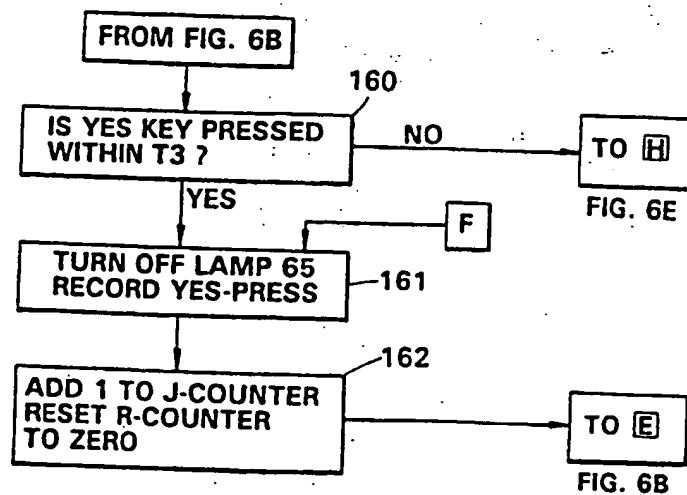 FROM FIG. 6B
160
IS YES KEY PRESSED
WITHIN T3 ?
NO
TO H
FIG. 6E
YES
F
TURN OFF LAMP 65
RECORD YES-PRESS
161
162
ADD 1 TO J-COUNTER
RESET R-COUNTER
TO ZERO
TO E
FIG. 6B